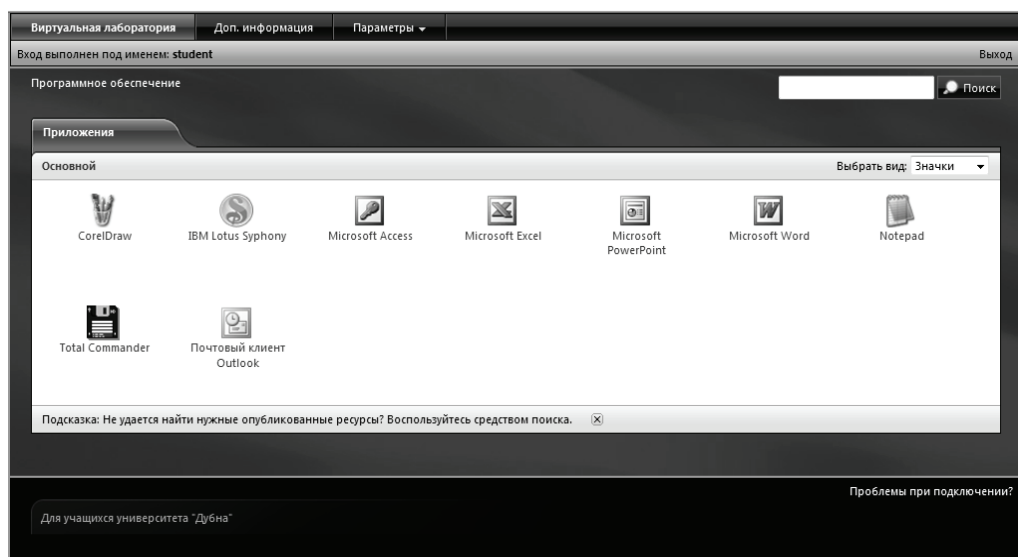 Виртуальная лаборатория Доп. информация Параметры
Вход выполнен под именем: student Выход
Программное обеспечение Поиск
Приложения
Основной Выбрать вид: Значки
CorelDraw IBM Lotus Syphony Microsoft Access Microsoft Excel Microsoft PowerPoint Microsoft Word Notepad
Total Commander Почтовый клиент Outlook
Подсказка: Не удается найти нужные опубликованные ресурсы? Воспользуйтесь средством поиска.
Проблемы при подключении?
Для учащихся университета "Дубна"